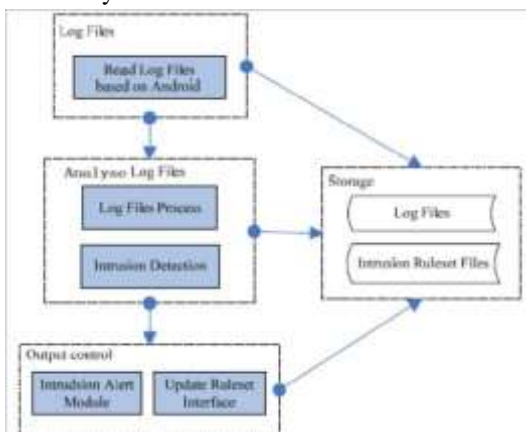 Log Files
Read Log Files
based on Android
Analyse Log Files
Log Files Process
Intrusion Detection
Storage
Log Files
Intrusion Ruleset Files
Output control
Intrudsion Alert
Module
Update Ruleset
Interface